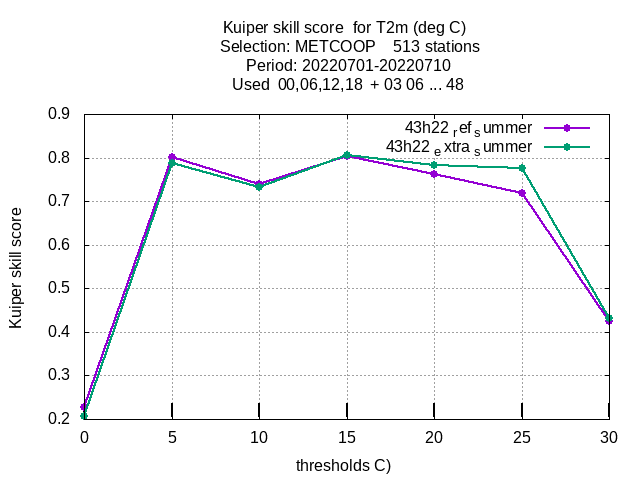 Kuiper skill score  for T2m (deg C)
Selection: METCOOP    513 stations
Period: 20220701-20220710
Used  00,06,12,18  + 03 06 ... 48
0.9
0.8
0.7
0.6
0.5
0.4
0.3
0.2
Kuiper skill score
43h22 ref summer
43h22 extra summer
0 5 10 15 20 25 30
thresholds C)